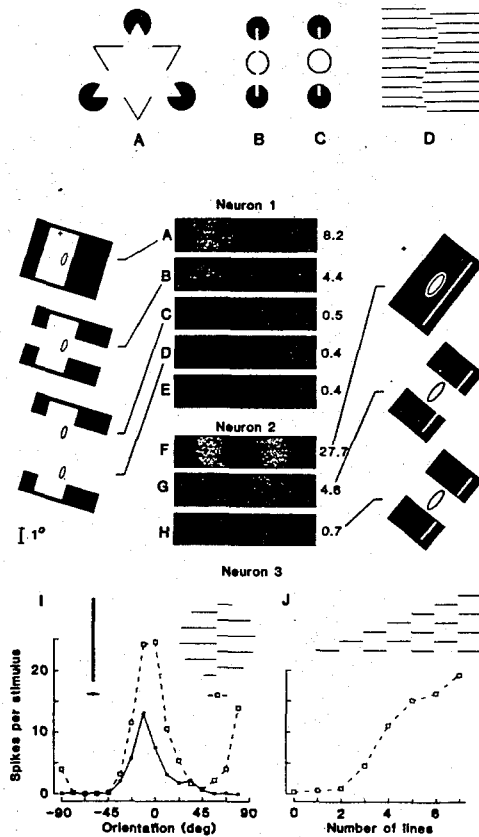 A
B C D
Neuron 1
A 8.2
B 4.4
C 0.5
D 0.4
E 0.4
Neuron 2
F 27.7
G 4.6
H 0.7
1°
Neuron 3
I J
Spikes per stimulus
20
10
0
-90 -45 0 45 90
Orientation (deg)
0 2 4 6
Number of lines